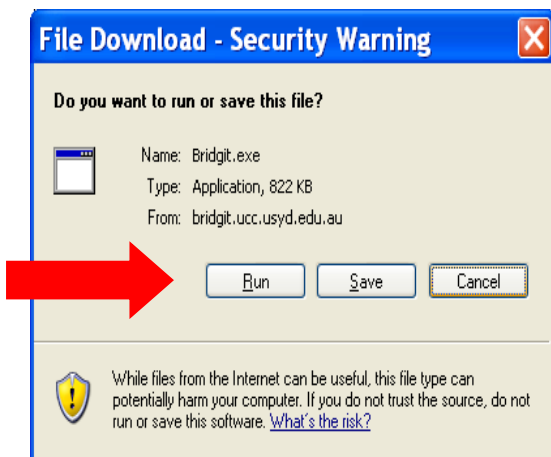 File Download - Security Warning
Do you want to run or save this file?
Name: Bridgit.exe
Type: Application, 822 KB
From: bridgit.ucc.usyd.edu.au
Run Save Cancel
While files from the Internet can be useful, this file type can
potentially harm your computer. If you do not trust the source, do not
run or save this software. What's the risk?